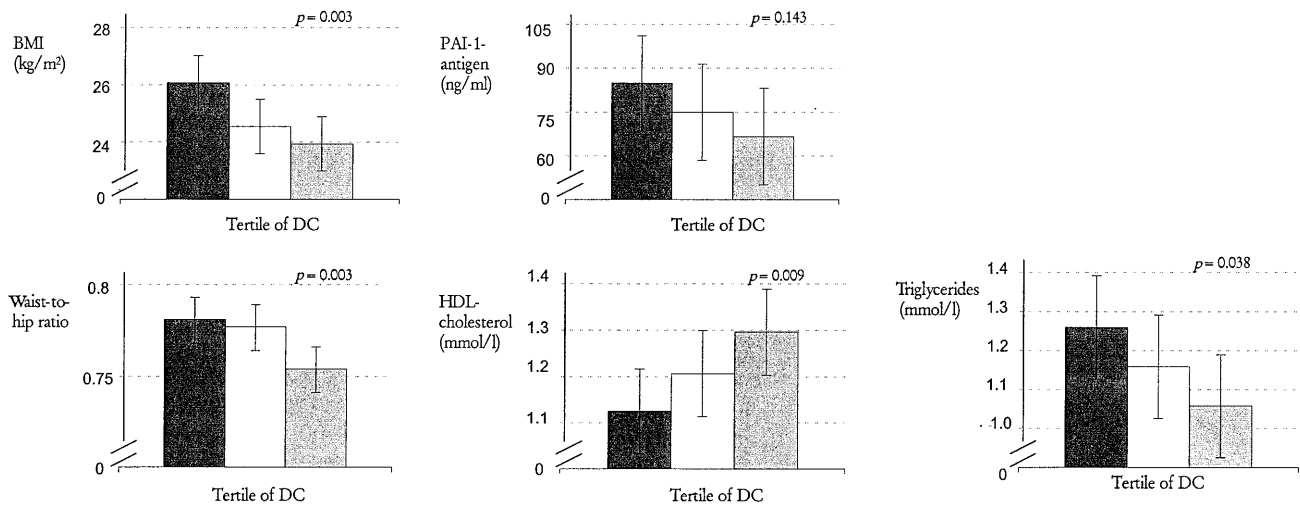 BMI
(kg/m²)
p = 0.003
28
26
24
0
Tertile of DC
PAI-1-
antigen
(ng/ml)
p = 0.143
105
90
75
60
0
Tertile of DC
Waist-to-
hip ratio
p = 0.003
0.8
0.75
0
Tertile of DC
HDL-
cholesterol
(mmol/l)
p = 0.009
1.4
1.3
1.2
1.1
0
Tertile of DC
Triglycerides
(mmol/l)
p = 0.038
1.4
1.3
1.2
1.1
1.0
0
Tertile of DC